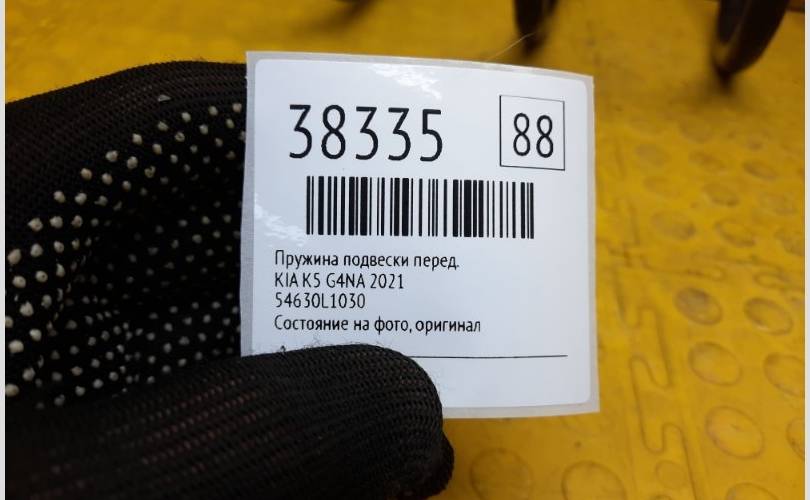 38335
88
Пружина подвески перед.
KIA K5 G4NA 2021
54630L1030
Состояние на фото, оригинал